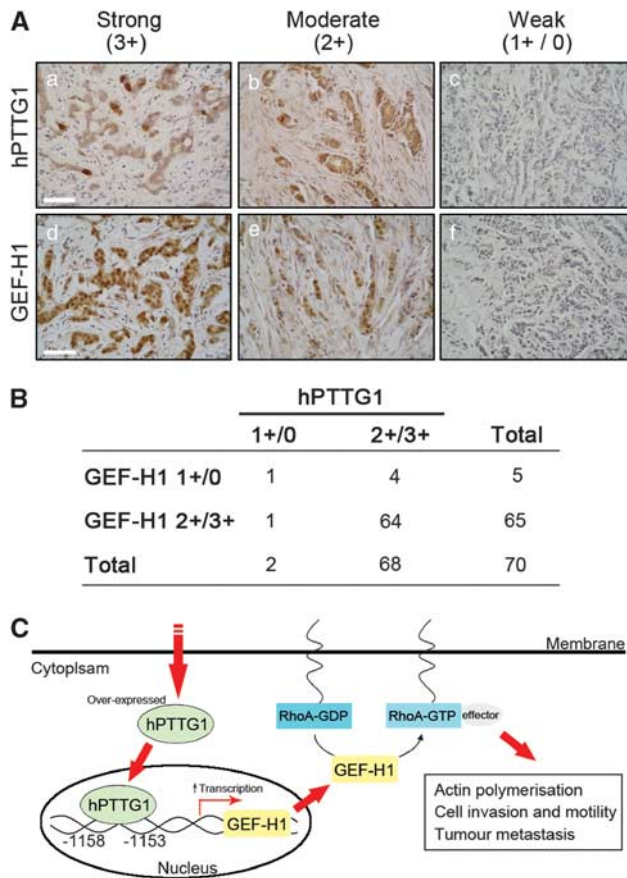 A
Strong
(3+)
Moderate
(2+)
Weak
(1+ / 0)
hPTTG1
a
b
c
GEF-H1
d
e
f
B
hPTTG1
1+/0 2+/3+ Total
GEF-H1 1+/0 1 4 5
GEF-H1 2+/3+ 1 64 65
Total 2 68 70
C
Membrane
Cytoplsam
Over-expressed
hPTTG1
RhoA-GDP
RhoA-GTP
effector
GEF-H1
hPTTG1
↑Transcription
GEF-H1
-1158
-1153
Nucleus
Actin polymerisation
Cell invasion and motility
Tumour metastasis